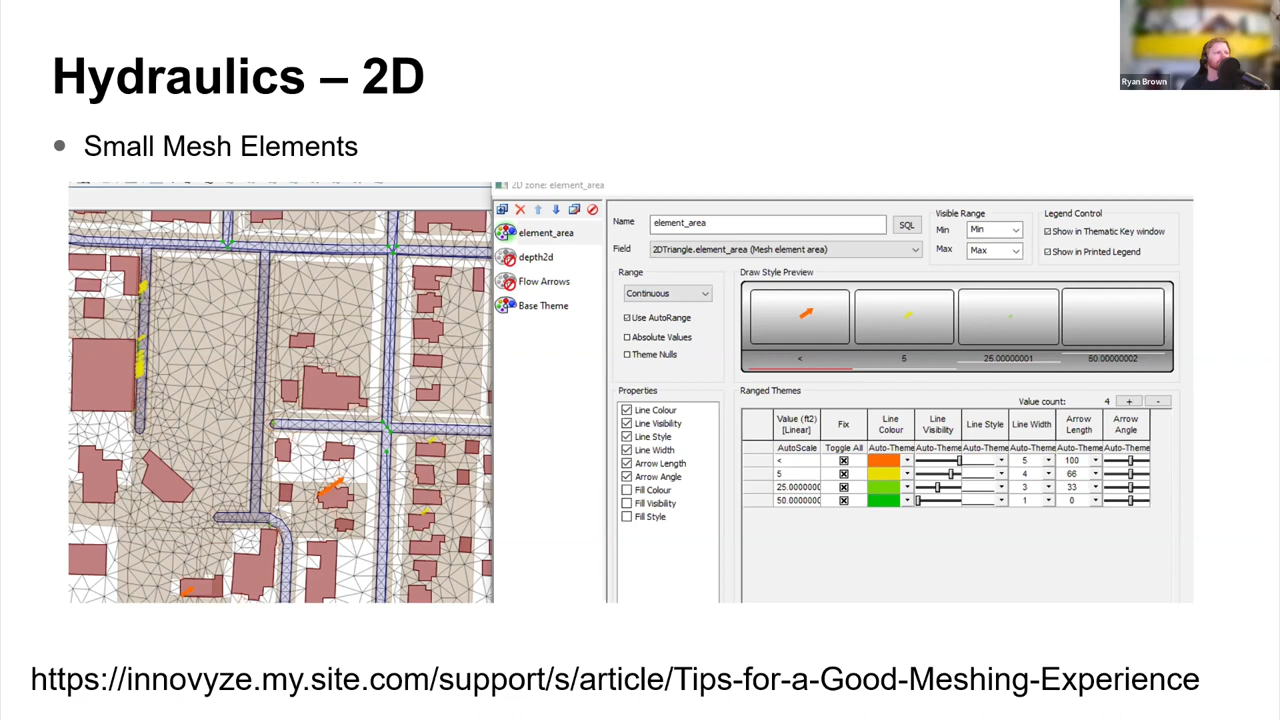 Hydraulics – 2D
Ryan Brown
Small Mesh Elements
2D zone: element_area
element_area
depth2d
Flow Arrows
Base Theme
Name
element_area
SQL
Field
2DTriangle.element_area (Mesh element area)
Visible Range
Min
Min
Max
Max
Legend Control
Show in Thematic Key window
Show in Printed Legend
Range
Continuous
Use AutoRange
Absolute Values
Theme Nulls
Draw Style Preview
< 5 25.00000001 50.00000002
Properties
Line Colour
Line Visibility
Line Style
Line Width
Arrow Length
Arrow Angle
Fill Colour
Fill Visibility
Fill Style
Ranged Themes
Value count: 4 + -
Value (ft2) [Linear] Fix Line Colour Line Visibility Line Style Line Width Arrow Length Arrow Angle
AutoScale Toggle All Auto-Theme Auto-Theme Auto-Theme Auto-Theme Auto-Theme Auto-Theme
< 5 100
5 4 66
25.0000000 3 33
50.0000000 1 0
https://innovyze.my.site.com/support/s/article/Tips-for-a-Good-Meshing-Experience